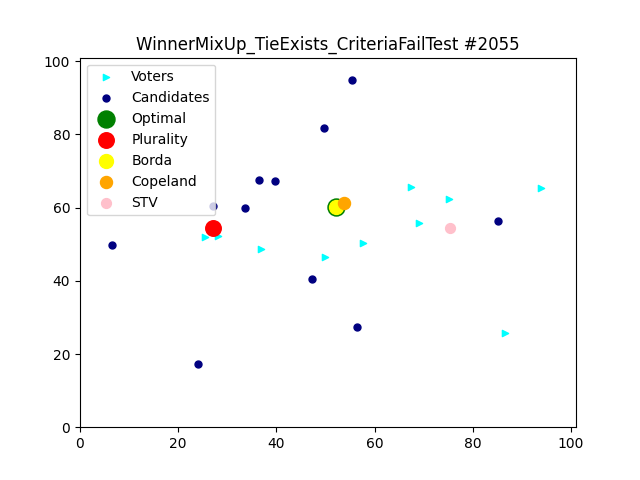 WinnerMixUp_TieExists_CriteriaFailTest #2055
Voters
Candidates
Optimal
Plurality
Borda
Copeland
STV
100
80
60
40
20
0
0 20 40 60 80 100